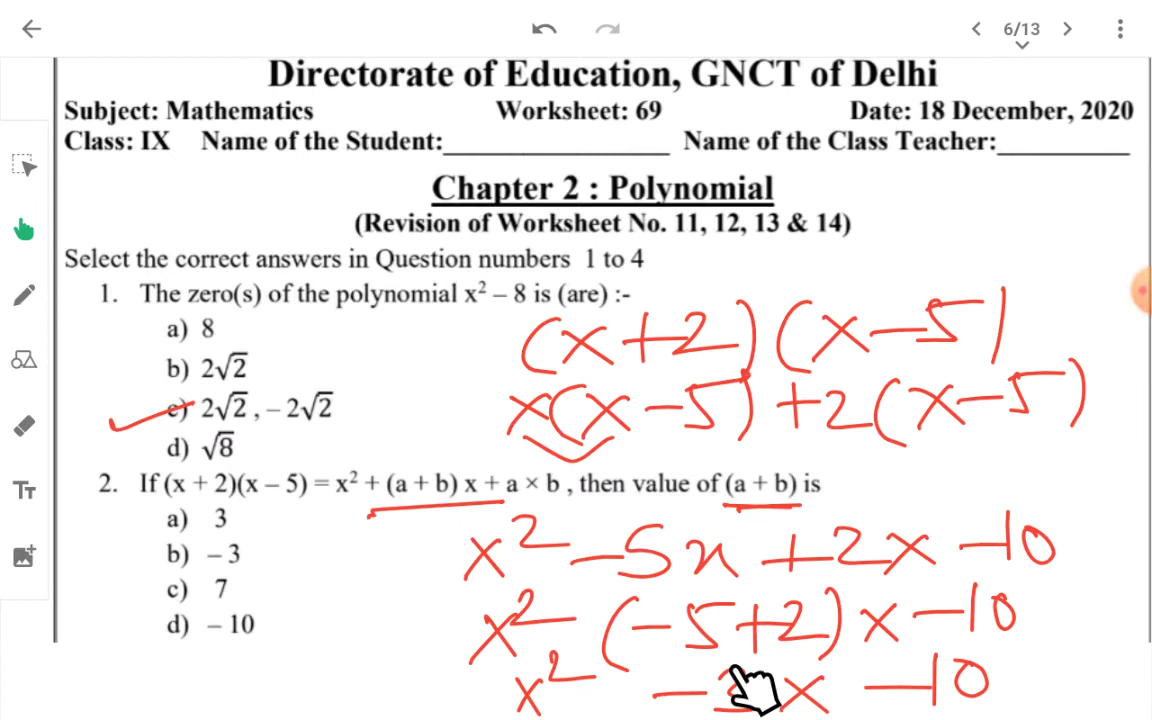 6/13
Directorate of Education, GNCT of Delhi
Subject: Mathematics Worksheet: 69 Date: 18 December, 2020
Class: IX Name of the Student:_________________ Name of the Class Teacher:__________
Chapter 2 : Polynomial
(Revision of Worksheet No. 11, 12, 13 & 14)
Select the correct answers in Question numbers 1 to 4
1. The zero(s) of the polynomial x² – 8 is (are) :-
a) 8
b) 2√2
c) 2√2 , – 2√2
d) √8
(x+2)(x-5)
x(x-5)+2(x-5)
2. If (x + 2)(x – 5) = x² + (a + b) x + a × b , then value of (a + b) is
a) 3
b) – 3
c) 7
d) – 10
x²-5x+2x-10
x²-(-5+2)x-10
x² -3x -10
Tт